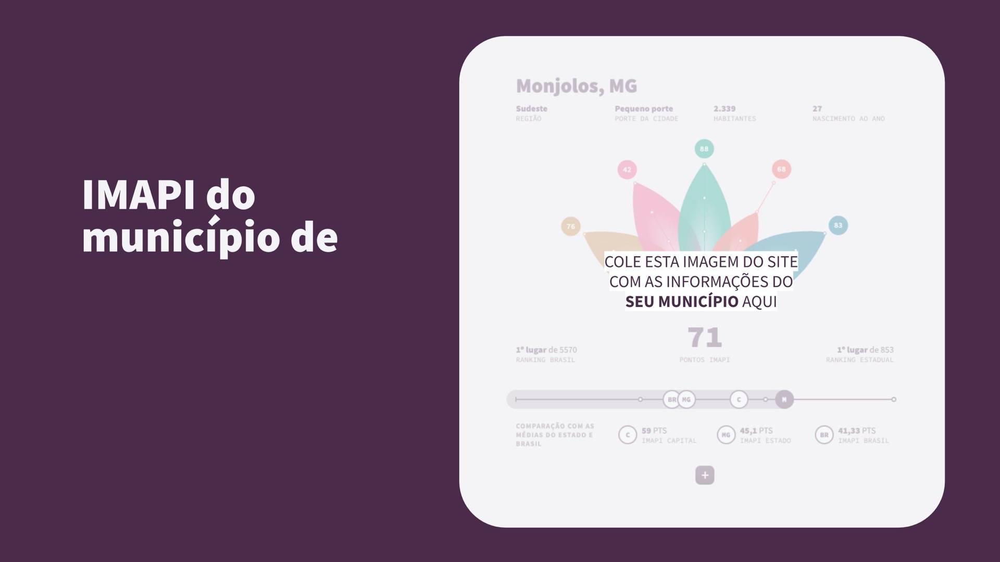 IMAPI do
município de
Monjolos, MG
Sudeste
REGIÃO
Pequeno porte
PORTE DA CIDADE
2.339
HABITANTES
27
NASCIMENTO AO ANO
88
42
68
76
83
COLE ESTA IMAGEM DO SITE
COM AS INFORMAÇÕES DO
SEU MUNICÍPIO AQUI
71
PONTOS IMAPI
1º lugar de 5570
RANKING BRASIL
1º lugar de 853
RANKING ESTADUAL
BR
MG
C
M
COMPARAÇÃO COM AS
MÉDIAS DO ESTADO E
BRASIL
C
59 PTS
IMAPI CAPITAL
MG
45,1 PTS
IMAPI ESTADO
BR
41,33 PTS
IMAPI BRASIL
+